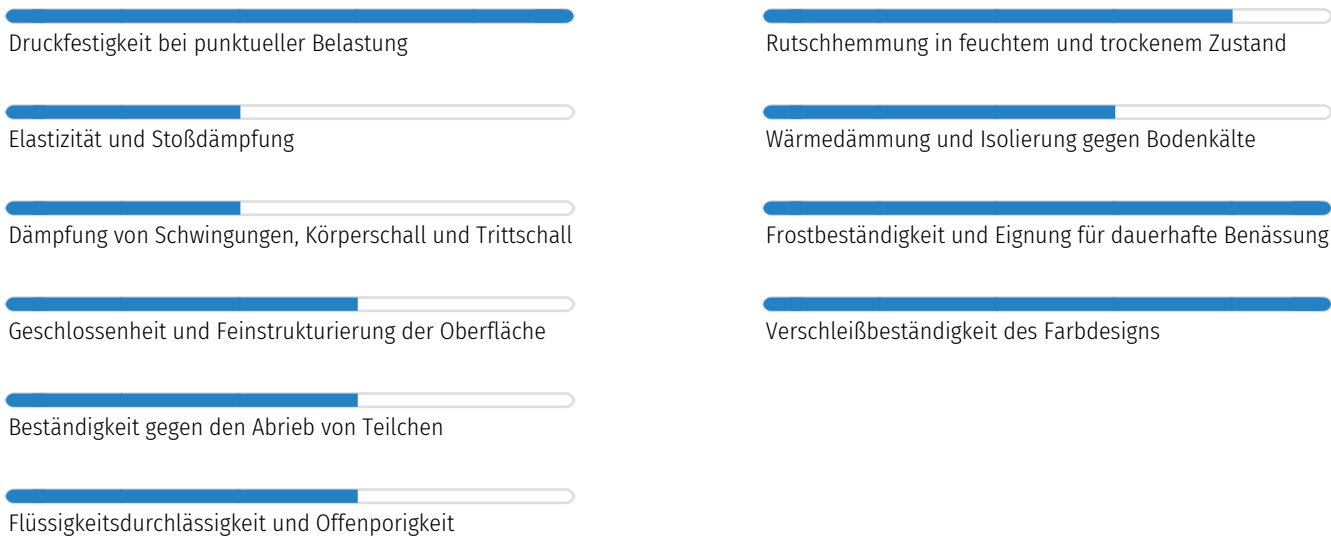 Druckfestigkeit bei punktueller Belastung
Elastizität und Stoßdämpfung
Dämpfung von Schwingungen, Körperschall und Trittschall
Geschlossenheit und Feinstrukturierung der Oberfläche
Beständigkeit gegen den Abrieb von Teilchen
Flüssigkeitsdurchlässigkeit und Offenporigkeit
Rutschhemmung in feuchtem und trockenem Zustand
Wärmedämmung und Isolierung gegen Bodenkälte
Frostbeständigkeit und Eignung für dauerhafte Benässung
Verschleißbeständigkeit des Farbdesigns